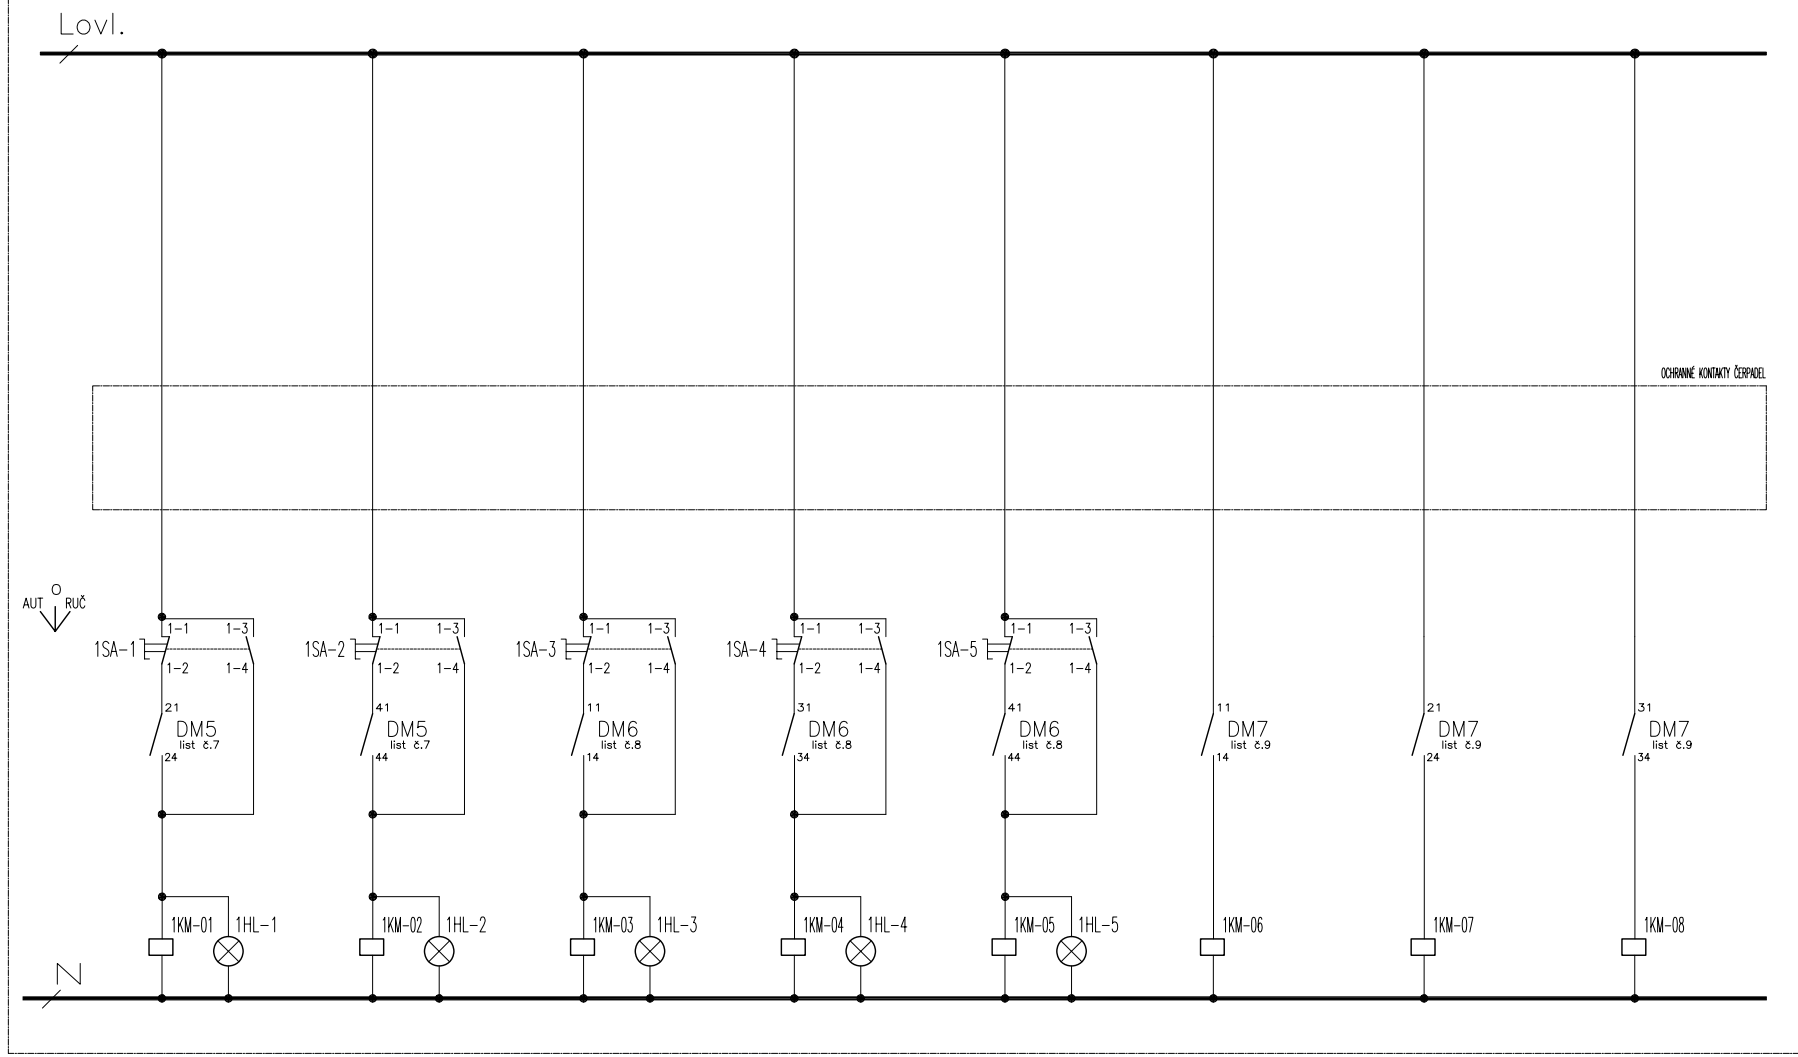 Lovl.
OCHRANNÉ KONTAKTY ČERPADEL
O
AUT RUČ
1-1 1-3 1-1 1-3 1-1 1-3 1-1 1-3 1-1 1-3
1SA-1 1SA-2 1SA-3 1SA-4 1SA-5
1-2 1-4 1-2 1-4 1-2 1-4 1-2 1-4 1-2 1-4
21 41 11 31 41 11 21 31
DM5 DM5 DM6 DM6 DM6 DM7 DM7 DM7
list č.7 list č.7 list č.8 list č.8 list č.8 list č.9 list č.9 list č.9
24 44 14 34 44 14 24 34
1KM-01 1HL-1 1KM-02 1HL-2 1KM-03 1HL-3 1KM-04 1HL-4 1KM-05 1HL-5 1KM-06 1KM-07 1KM-08
N